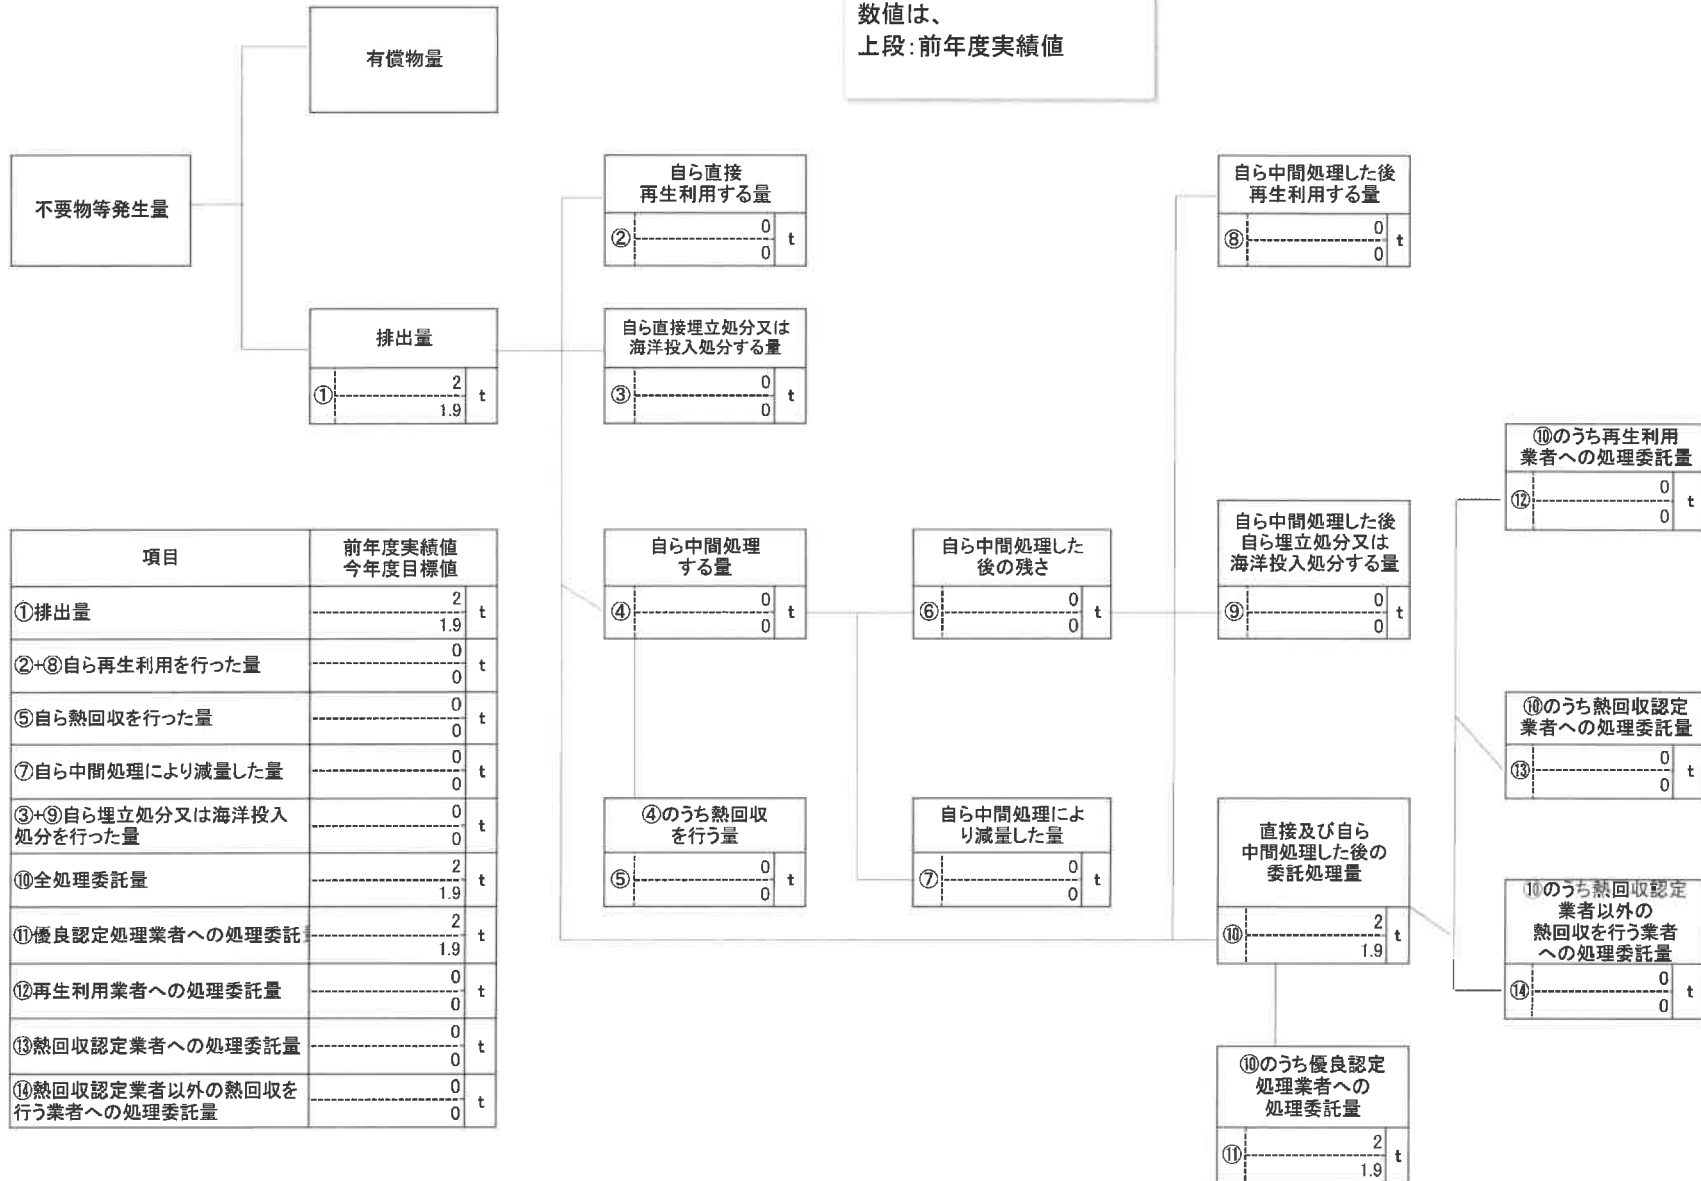 数値は、
上段:前年度実績値
有償物量
不要物等発生量
排出量
① 2 t
1.9
自ら直接
再生利用する量
② 0 t
0
自ら直接埋立処分又は
海洋投入処分する量
③ 0 t
0
自ら中間処理
する量
④ 0 t
0
④のうち熱回収
を行う量
⑤ 0 t
0
自ら中間処理した
後の残さ
⑥ 0 t
0
自ら中間処理によ
り減量した量
⑦ 0 t
0
自ら中間処理した後
再生利用する量
⑧ 0 t
0
自ら中間処理した後
自ら埋立処分又は
海洋投入処分する量
⑨ 0 t
0
直接及び自ら
中間処理した後の
委託処理量
⑩ 2 t
1.9
⑩のうち優良認定
処理業者への
処理委託量
⑪ 2 t
1.9
⑩のうち再生利用
業者への処理委託量
⑫ 0 t
0
⑩のうち熱回収認定
業者への処理委託量
⑬ 0 t
0
⑩のうち熱回収認定
業者以外の
熱回収を行う業者
への処理委託量
⑭ 0 t
0
項目 前年度実績値
今年度目標値
①排出量 2 t
1.9
②+⑧自ら再生利用を行った量 0 t
0
⑤自ら熱回収を行った量 0 t
0
⑦自ら中間処理により減量した量 0 t
0
③+⑨自ら埋立処分又は海洋投入
処分を行った量 0 t
0
⑩全処理委託量 2 t
1.9
⑪優良認定処理業者への処理委託 2 t
1.9
⑫再生利用業者への処理委託量 0 t
0
⑬熱回収認定業者への処理委託量 0 t
0
⑭熱回収認定業者以外の熱回収を
行う業者への処理委託量 0 t
0